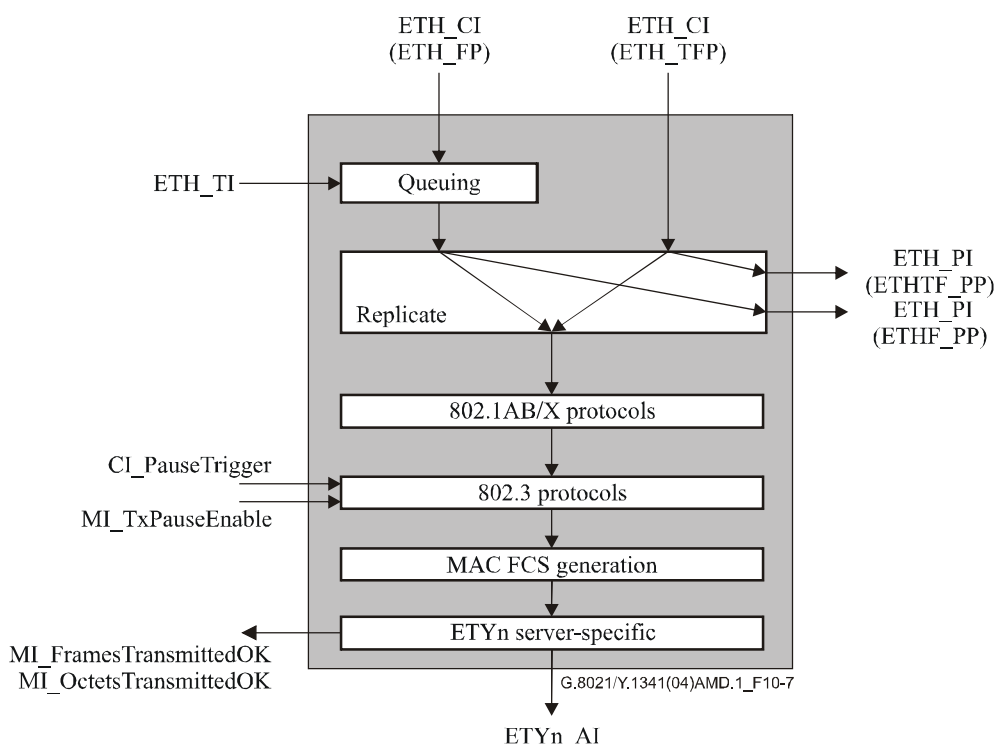 ETH_CI
(ETH_FP)
ETH_CI
(ETH_TFP)
ETH_TI
Queuing
Replicate
ETH_PI
(ETHTF_PP)
ETH_PI
(ETHF_PP)
802.1AB/X protocols
CI_PauseTrigger
802.3 protocols
MI_TxPauseEnable
MAC FCS generation
ETYn server-specific
MI_FramesTransmittedOK
MI_OctetsTransmittedOK
G.8021/Y.1341(04)AMD.1_F10-7
ETYn_AI